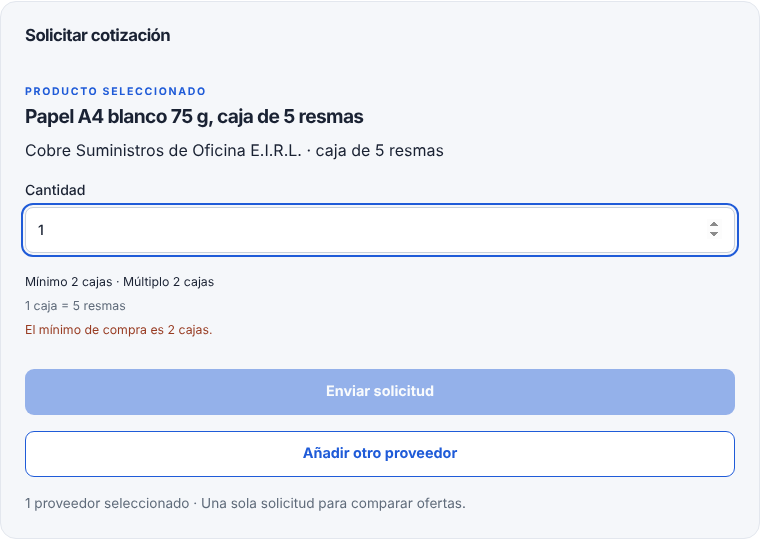 Solicitar cotización
PRODUCTO SELECCIONADO
Papel A4 blanco 75 g, caja de 5 resmas
Cobre Suministros de Oficina E.I.R.L. · caja de 5 resmas
Cantidad
1
Mínimo 2 cajas · Múltiplo 2 cajas
1 caja = 5 resmas
El mínimo de compra es 2 cajas.
Enviar solicitud
Añadir otro proveedor
1 proveedor seleccionado · Una sola solicitud para comparar ofertas.